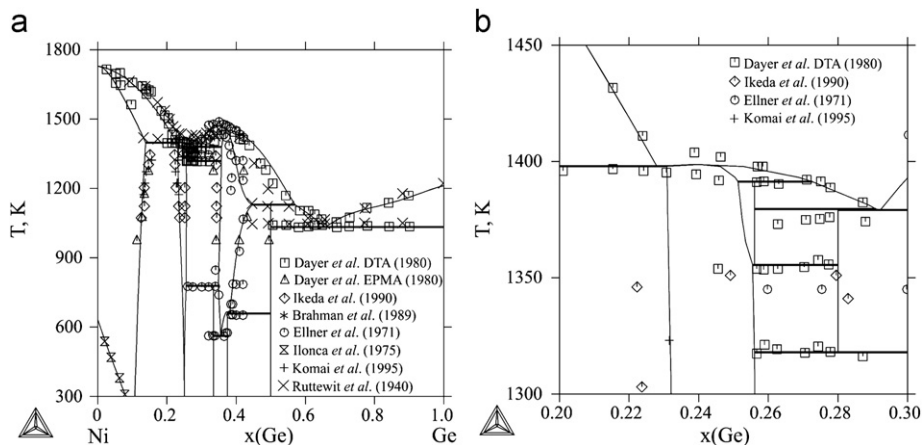 a
1800
1500
1200
900
600
300
T, K
0
0.2
0.4
0.6
0.8
1.0
Ni
x(Ge)
Ge
Dayer et al. DTA (1980)
Dayer et al. EPMA (1980)
Ikeda et al. (1990)
Brahman et al. (1989)
Ellner et al. (1971)
Ilonca et al. (1975)
Komai et al. (1995)
Ruttewit et al. (1940)
b
1450
1400
1350
1300
T, K
0.20
0.22
0.24
0.26
0.28
0.30
x(Ge)
Dayer et al. DTA (1980)
Ikeda et al. (1990)
Ellner et al. (1971)
Komai et al. (1995)